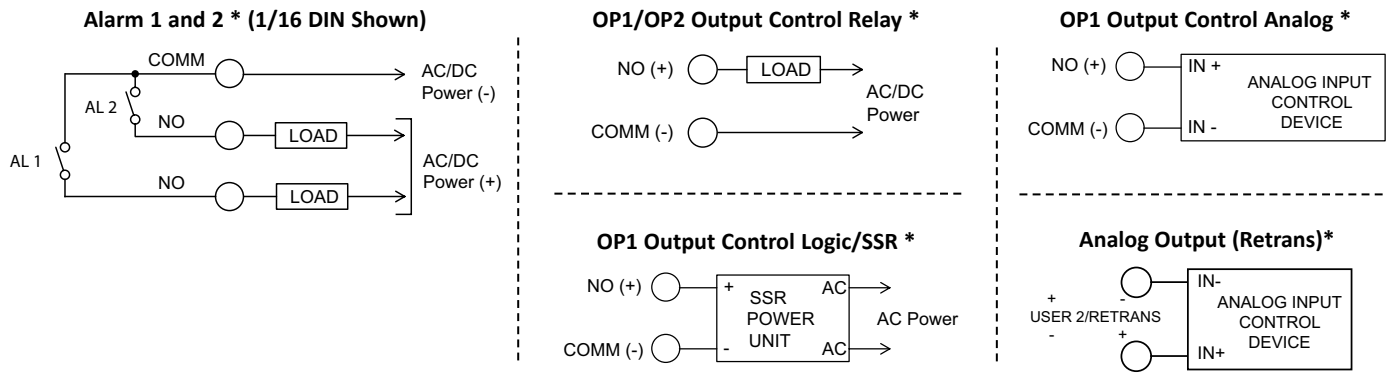 Alarm 1 and 2 * (1/16 DIN Shown)
COMM
AC/DC
Power (-)
AL 2
NO
LOAD
AL 1
AC/DC
Power (+)
NO
LOAD
OP1/OP2 Output Control Relay *
NO (+)
LOAD
AC/DC
Power
COMM (-)
OP1 Output Control Logic/SSR *
NO (+)
+
AC
SSR
POWER
UNIT
AC Power
COMM (-)
-
AC
OP1 Output Control Analog *
NO (+)
IN +
ANALOG INPUT
CONTROL
DEVICE
COMM (-)
IN -
Analog Output (Retrans)*
IN-
+ -
USER 2/RETRANS
- +
ANALOG INPUT
CONTROL
DEVICE
IN+